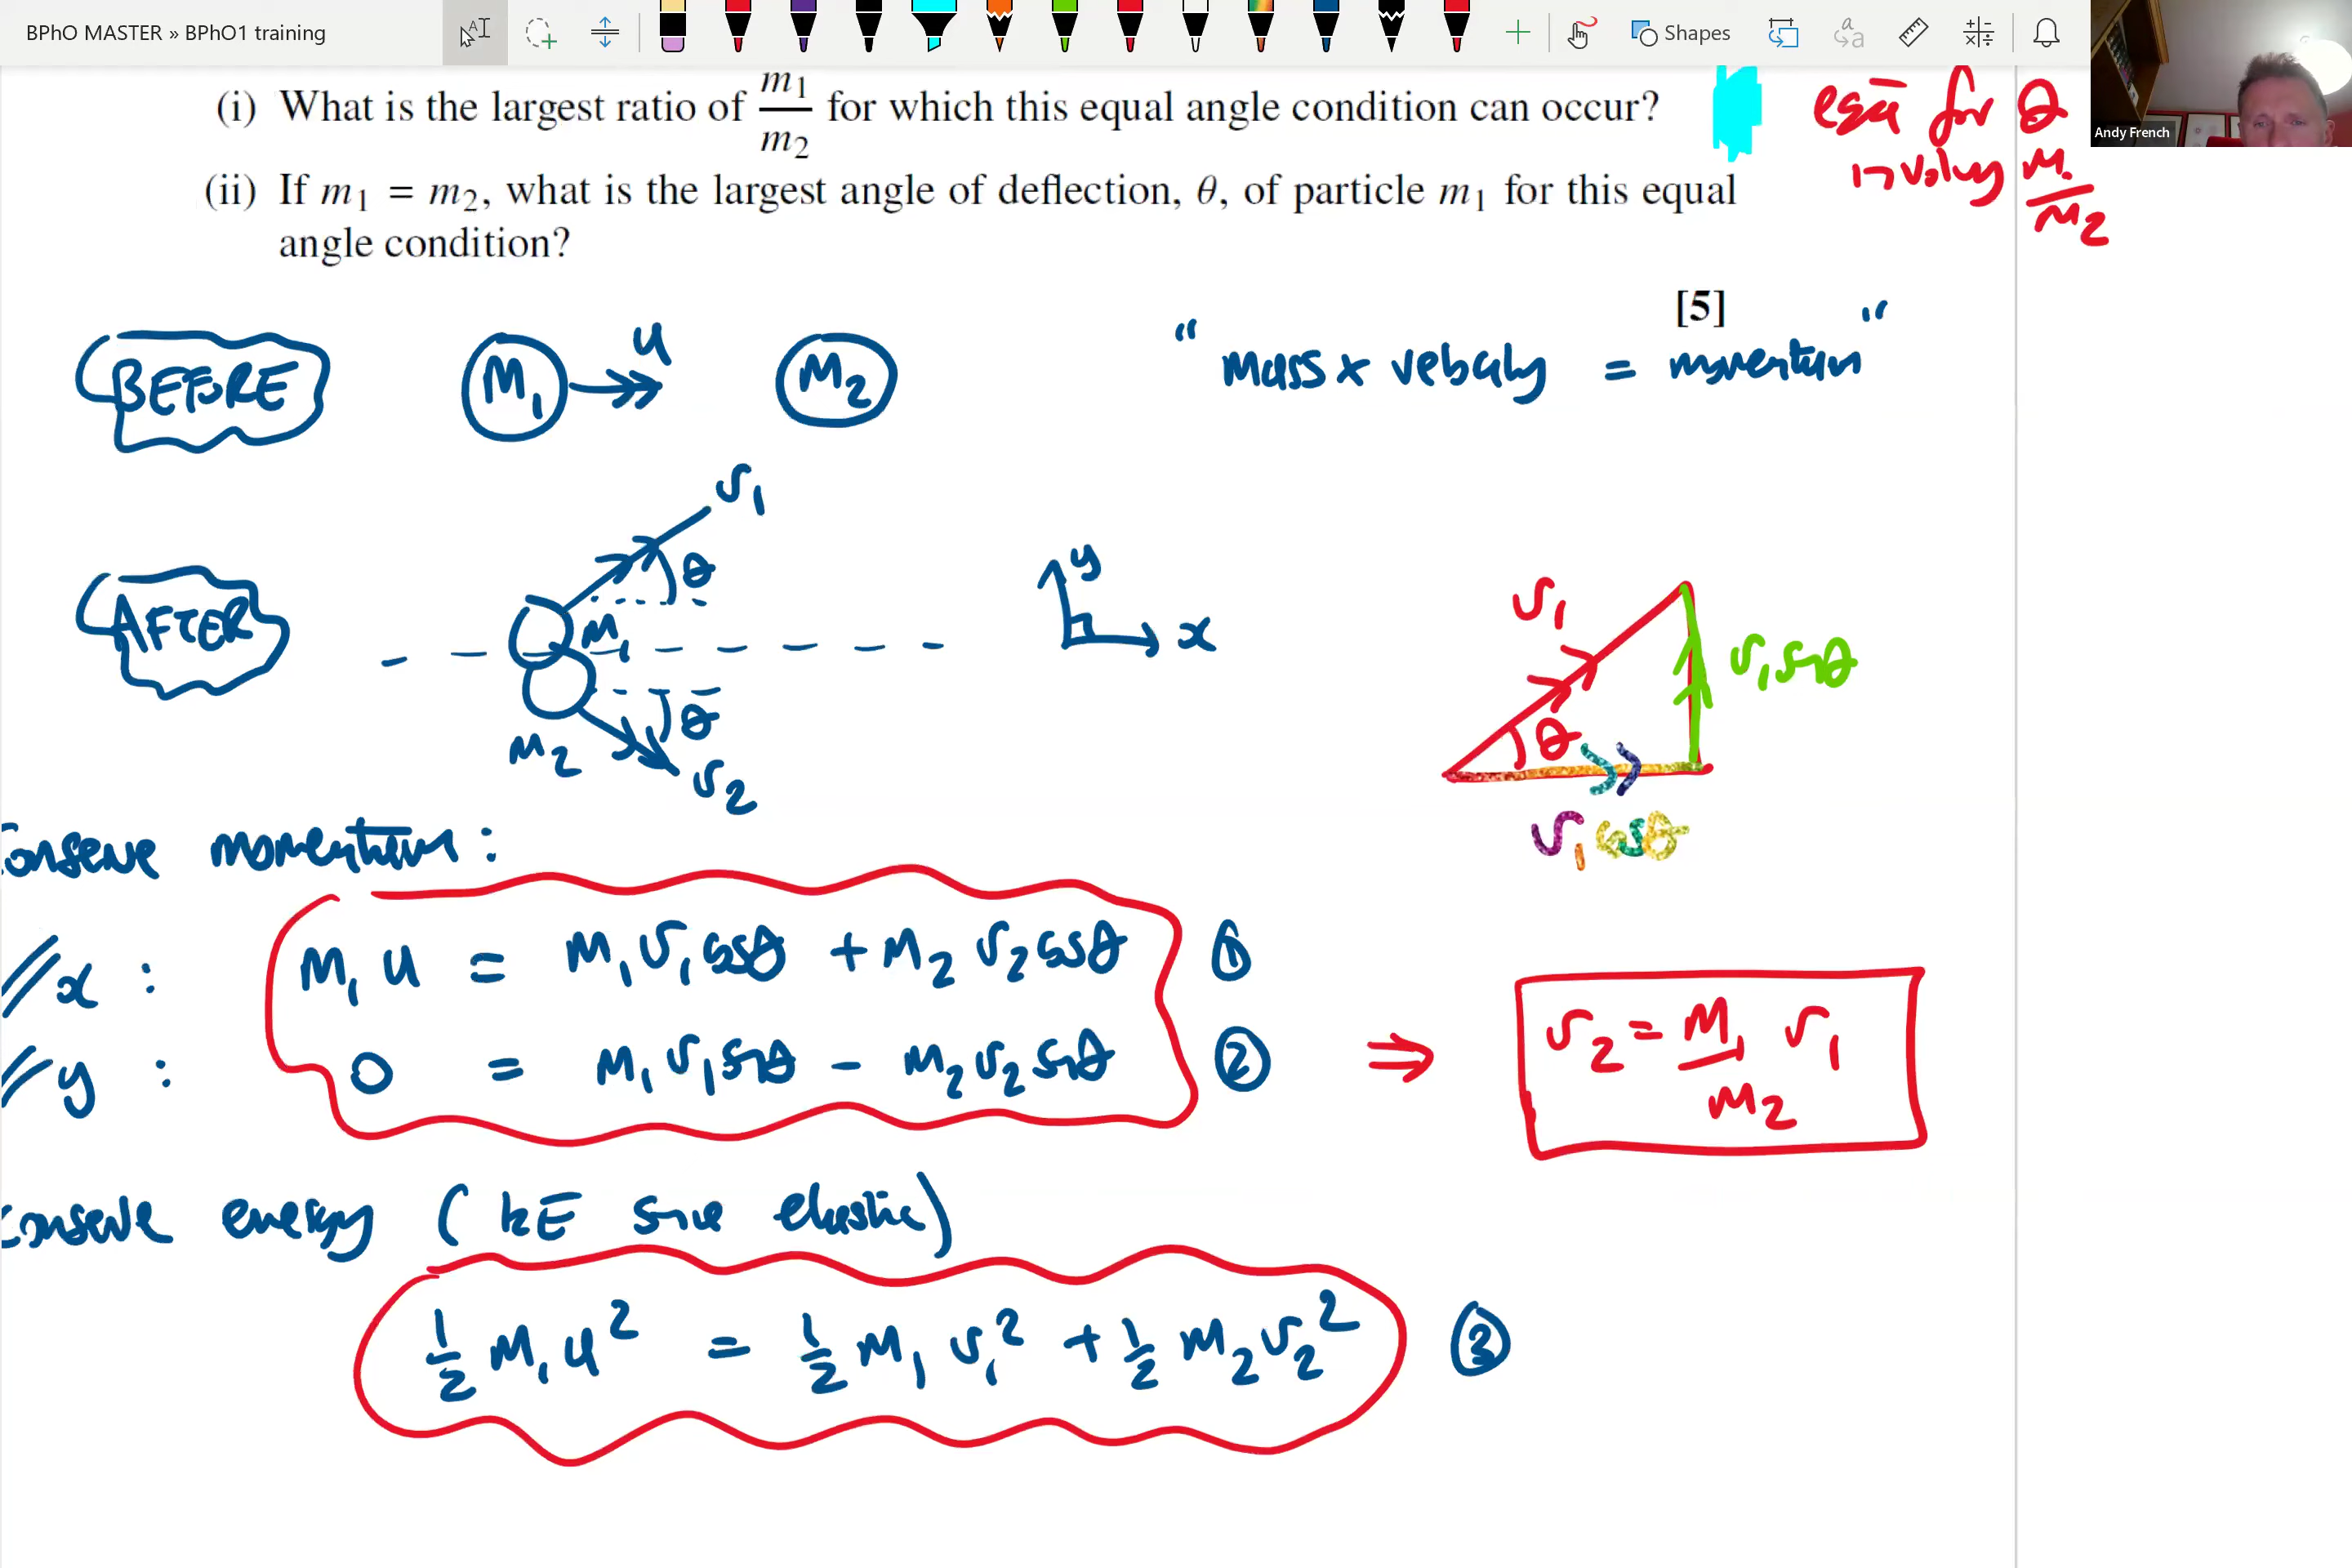 BPhO MASTER » BPhO1 training
Shapes
Andy French
(i) What is the largest ratio of m₁/m₂ for which this equal angle condition can occur?
eqn for θ
involving M₁/M₂
(ii) If m₁ = m₂, what is the largest angle of deflection, θ, of particle m₁ for this equal
angle condition?
[5]
BEFORE M₁ u M₂
" mass x velocity = momentum "
AFTER
v₁
θ
M₁
θ
M₂
v₂
y
x
v₁
θ
v₁ sinθ
v₁ cosθ
onserve momentum :
//x : M₁ u = M₁ v₁ cosθ + M₂ v₂ cosθ ①
//y : 0 = M₁ v₁ sinθ - M₂ v₂ sinθ ② ⇒ v₂ = M₁/M₂ v₁
conserve energy ( kE since elastic )
½ M₁ u² = ½ M₁ v₁² + ½ M₂ v₂² ③